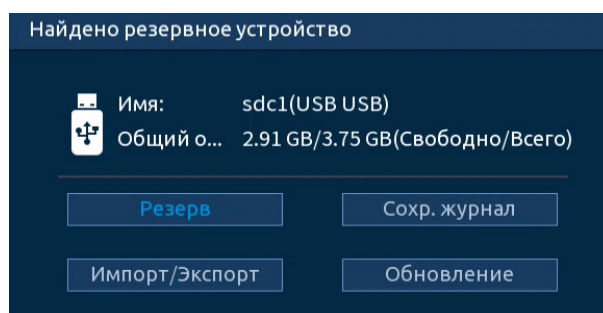 Найдено резервное устройство
Имя: sdc1(USB USB)
Общий о... 2.91 GB/3.75 GB(Свободно/Всего)
Резерв Сохр. журнал
Импорт/Экспорт Обновление